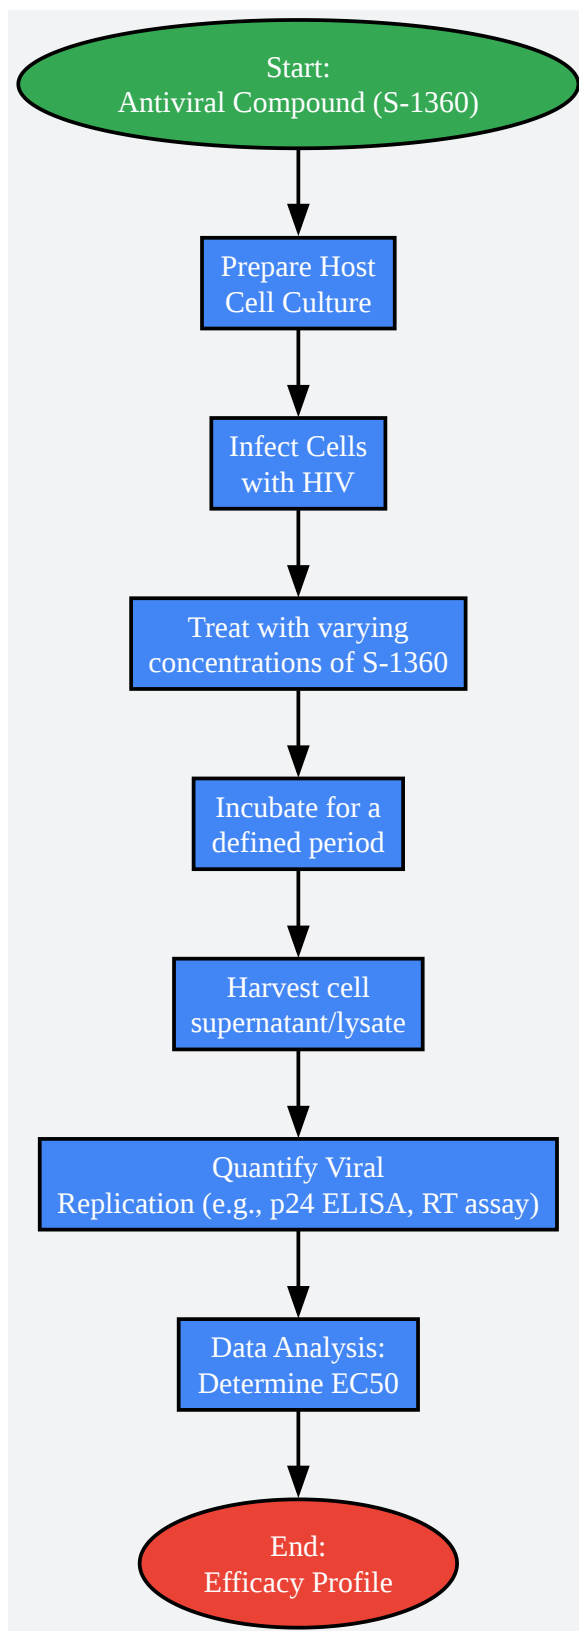 Start:
Antiviral Compound (S-1360)
Prepare Host
Cell Culture
Infect Cells
with HIV
Treat with varying
concentrations of S-1360
Incubate for a
defined period
Harvest cell
supernatant/lysate
Quantify Viral
Replication (e.g., p24 ELISA, RT assay)
Data Analysis:
Determine EC50
End:
Efficacy Profile